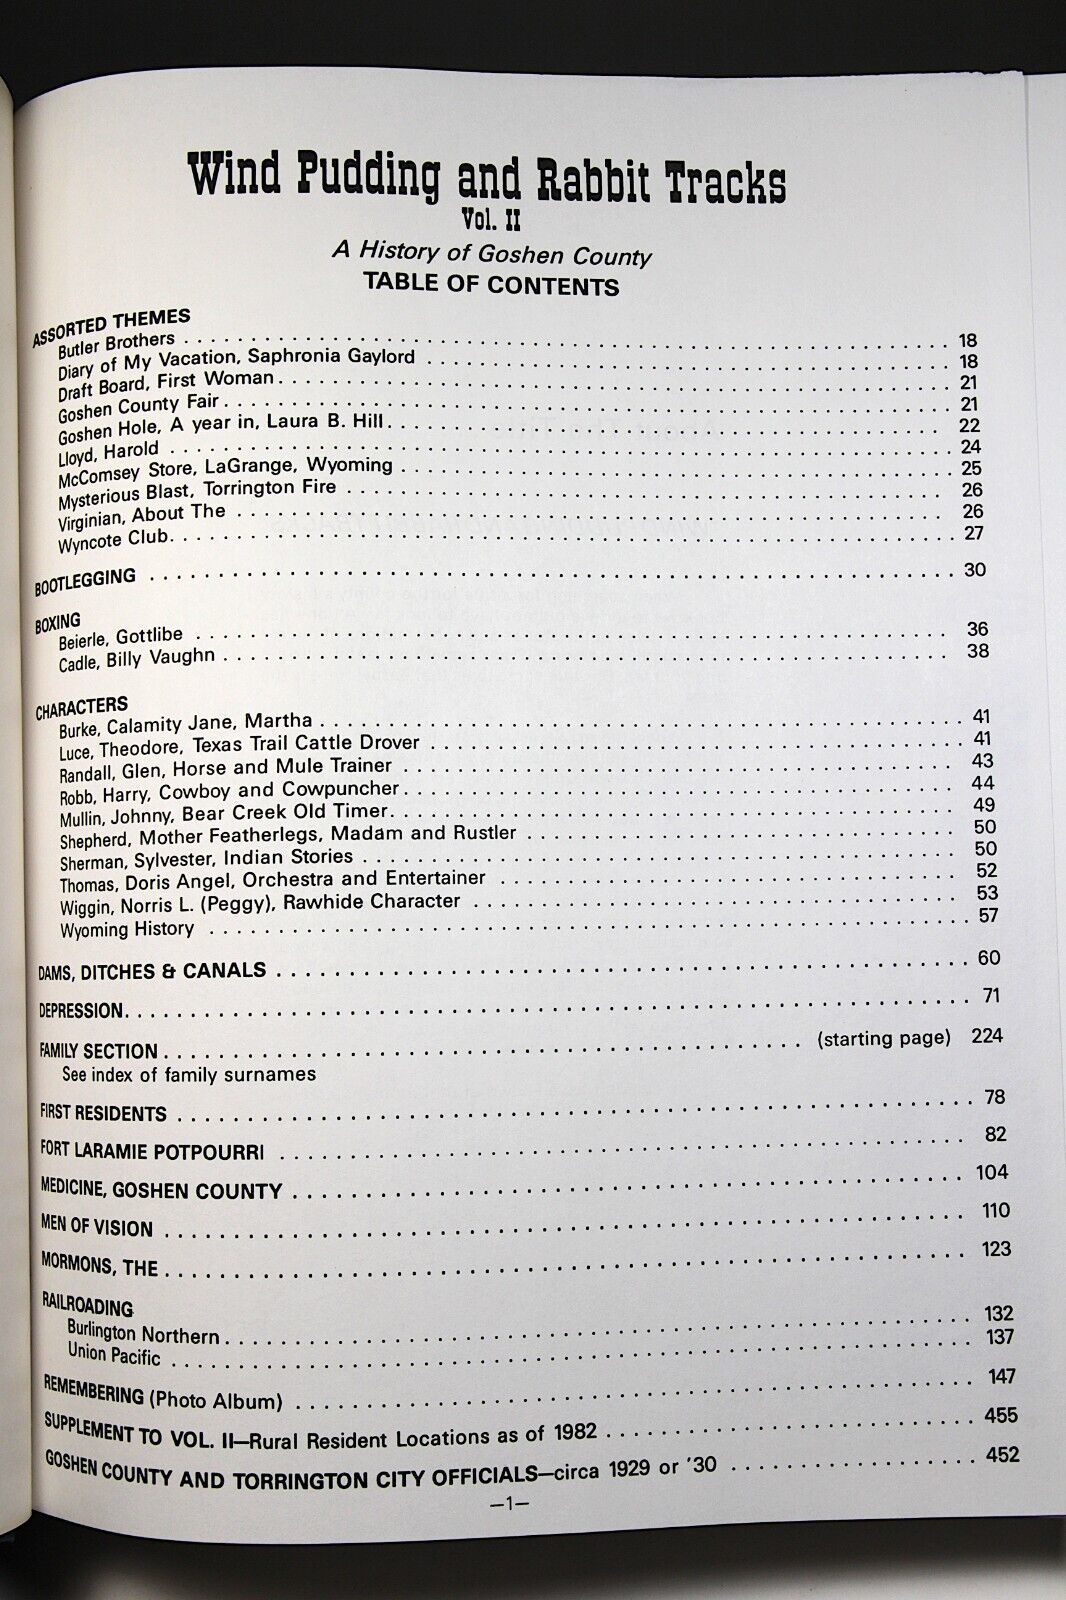 Wind Pudding and Rabbit Tracks
Vol. II
A History of Goshen County
TABLE OF CONTENTS
ASSORTED THEMES
Butler Brothers . . . . . . . . . . 18
Diary of My Vacation, Saphronia Gaylord . . . . . . . . . . 18
Draft Board, First Woman . . . . . . . . . . 21
Goshen County Fair . . . . . . . . . . 21
Goshen Hole, A year in, Laura B. Hill . . . . . . . . . . 22
Lloyd, Harold . . . . . . . . . . 24
McComsey Store, LaGrange, Wyoming . . . . . . . . . . 25
Mysterious Blast, Torrington Fire . . . . . . . . . . 26
Virginian, About The . . . . . . . . . . 26
Wyncote Club . . . . . . . . . . 27
BOOTLEGGING . . . . . . . . . . 30
BOXING
Beierle, Gottlibe . . . . . . . . . . 36
Cadle, Billy Vaughn . . . . . . . . . . 38
CHARACTERS
Burke, Calamity Jane, Martha . . . . . . . . . . 41
Luce, Theodore, Texas Trail Cattle Drover . . . . . . . . . . 41
Randall, Glen, Horse and Mule Trainer . . . . . . . . . . 43
Robb, Harry, Cowboy and Cowpuncher . . . . . . . . . . 44
Mullin, Johnny, Bear Creek Old Timer . . . . . . . . . . 49
Shepherd, Mother Featherlegs, Madam and Rustler . . . . . . . . . . 50
Sherman, Sylvester, Indian Stories . . . . . . . . . . 50
Thomas, Doris Angel, Orchestra and Entertainer . . . . . . . . . . 52
Wiggin, Norris L. (Peggy), Rawhide Character . . . . . . . . . . 53
Wyoming History . . . . . . . . . . 57
DAMS, DITCHES & CANALS . . . . . . . . . . 60
DEPRESSION . . . . . . . . . . 71
FAMILY SECTION . . . . . . . . . . (starting page) 224
See index of family surnames
FIRST RESIDENTS . . . . . . . . . . 78
FORT LARAMIE POTPOURRI . . . . . . . . . . 82
MEDICINE, GOSHEN COUNTY . . . . . . . . . . 104
MEN OF VISION . . . . . . . . . . 110
MORMONS, THE . . . . . . . . . . 123
RAILROADING
Burlington Northern . . . . . . . . . . 132
Union Pacific . . . . . . . . . . 137
REMEMBERING (Photo Album) . . . . . . . . . . 147
SUPPLEMENT TO VOL. II—Rural Resident Locations as of 1982 . . . . . . . . . . 455
GOSHEN COUNTY AND TORRINGTON CITY OFFICIALS—circa 1929 or '30 . . . . . . . . . . 452
—1—